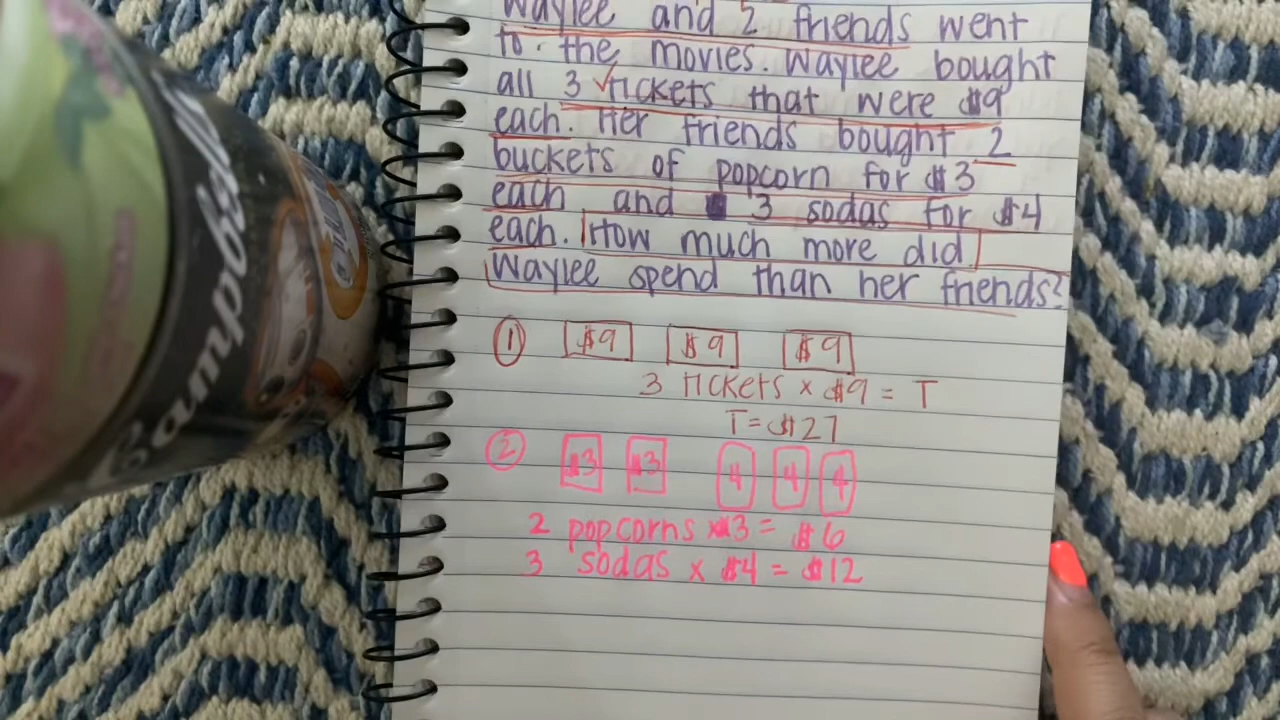 Waylee and 2 friends went
to the movies. Waylee bought
all 3 tickets that were $9
each. Her friends bought 2
buckets of popcorn for $3
each and 3 sodas for $4
each. How much more did
Waylee spend than her friends?
① $9 $9 $9
3 Tickets x $9 = T
T = $27
② $3 $3 4 4 4
2 popcorns x $3 = $6
3 sodas x $4 = $12